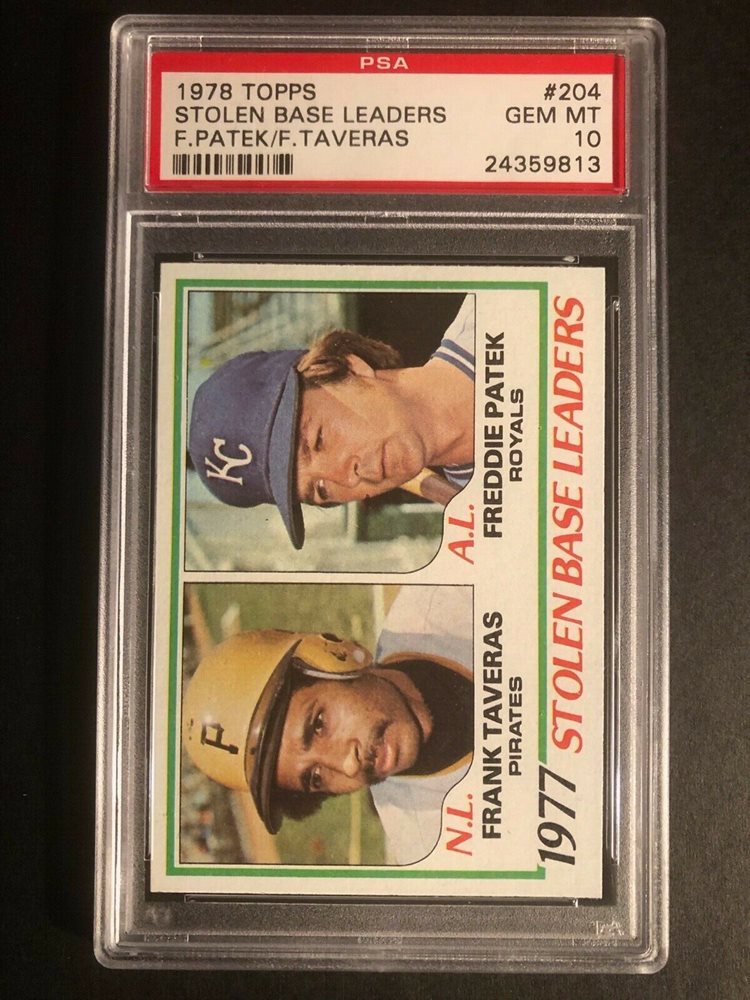 PSA
1978 TOPPS #204
STOLEN BASE LEADERS GEM MT
F.PATEK/F.TAVERAS 10
24359813
N.L.
FRANK TAVERAS
PIRATES
A.L.
FREDDIE PATEK
ROYALS
1977 STOLEN BASE LEADERS
P
KC